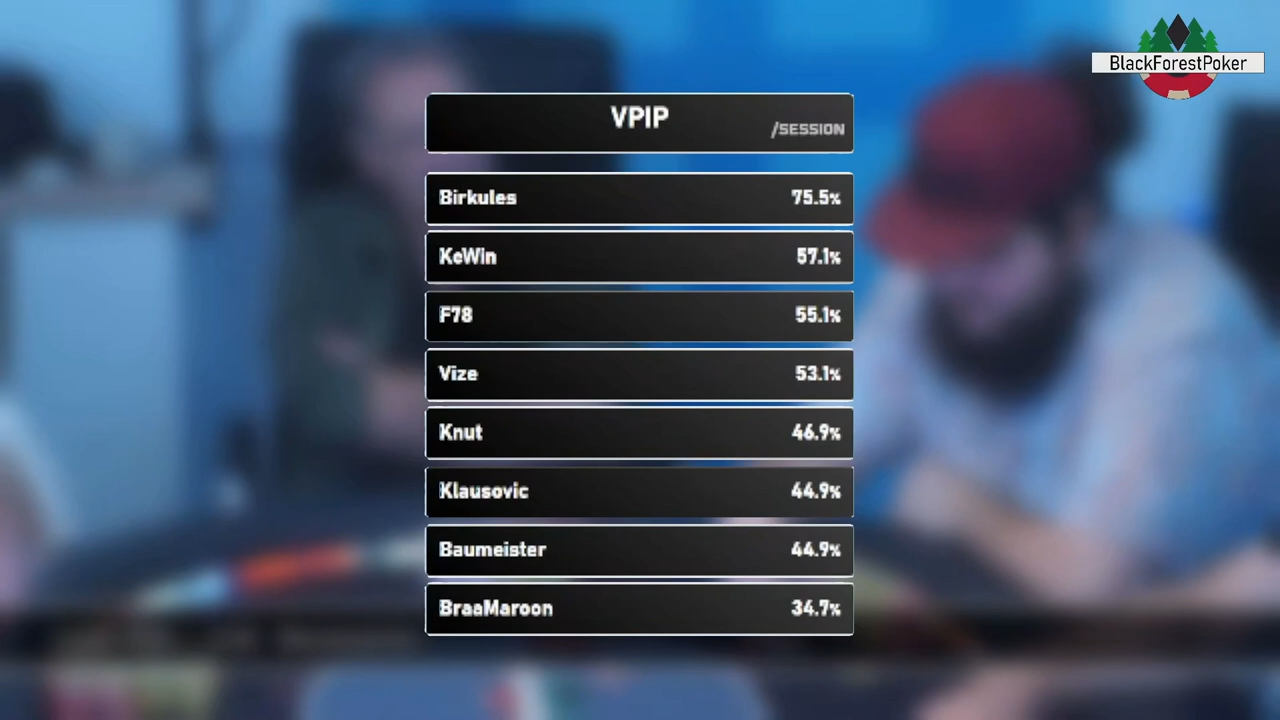 BlackForestPoker
VPIP
/SESSION
Birkules 75.5%
KeWin 57.1%
F78 55.1%
Vize 53.1%
Knut 46.9%
Klausovic 44.9%
Baumeister 44.9%
BraaMaroon 34.7%